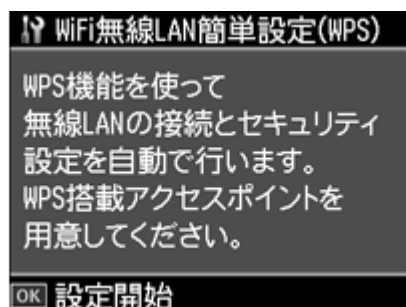 WiFi無線LAN簡単設定(WPS)
WPS機能を使って
無線LANの接続とセキュリティ
設定を自動で行います。
WPS搭載アクセスポイントを
用意してください。
OK 設定開始